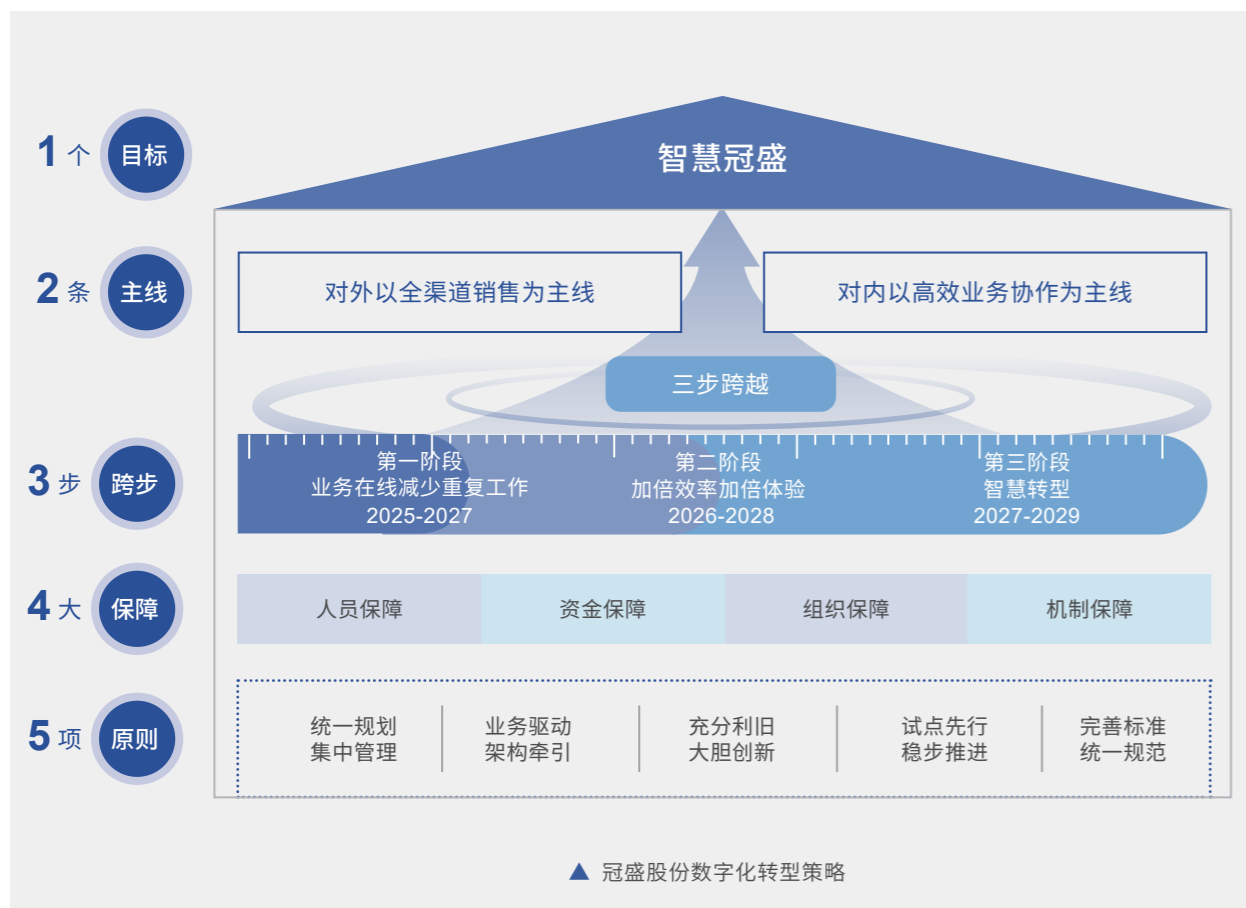 1个 目标
智慧冠盛
2条 主线
对外以全渠道销售为主线
对内以高效业务协作为主线
三步跨越
3步 跨步
第一阶段
业务在线减少重复工作
2025-2027
第二阶段
加倍效率加倍体验
2026-2028
第三阶段
智慧转型
2027-2029
4大 保障
人员保障
资金保障
组织保障
机制保障
5项 原则
统一规划
集中管理
业务驱动
架构牵引
充分利旧
大胆创新
试点先行
稳步推进
完善标准
统一规范
▲ 冠盛股份数字化转型策略